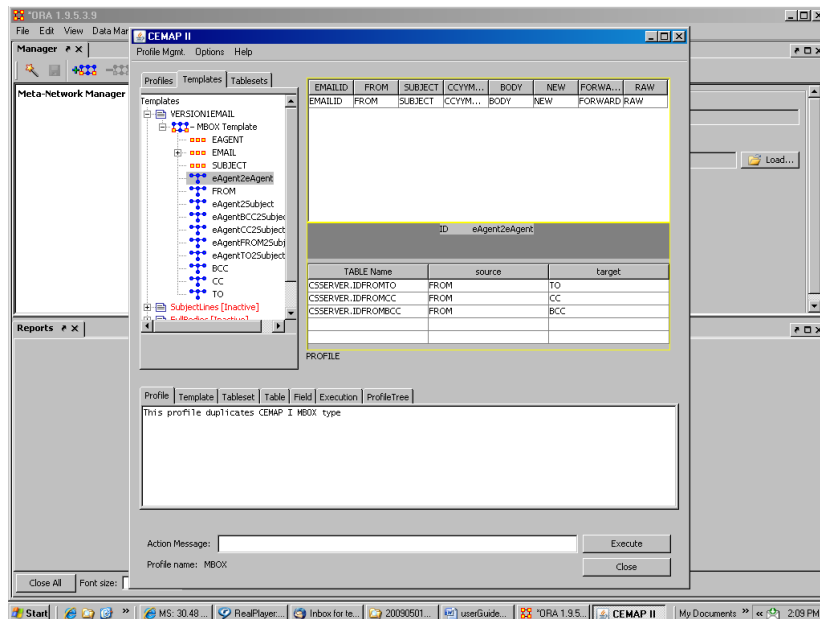 *ORA 1.9.5.3.9
File Edit View Data Mar
CEMAP II
Manager
Profile Mgmt. Options Help
Meta-Network Manager
Profiles Templates Tablesets
Templates
VERSION1EMAIL
- MBOX Template
EAGENT
EMAIL
SUBJECT
eAgent2eAgent
FROM
eAgent2Subject
eAgentBCC2Subjec
eAgentCC2Subject
eAgentFROM2Subj
eAgentTO2Subject
BCC
CC
TO
SubjectLines [Inactive]
FullBodies [Inactive]
EMAILID FROM SUBJECT CCYYM... BODY NEW FORWA... RAW
EMAILID FROM SUBJECT CCYYM... BODY NEW FORWARD RAW
Load...
ID eAgent2eAgent
TABLE Name source target
CSSERVER.IDFROMTO FROM TO
CSSERVER.IDFROMCC FROM CC
CSSERVER.IDFROMBCC FROM BCC
Reports
PROFILE
Profile Template Tableset Table Field Execution ProfileTree
This profile duplicates CEMAP I MBOX type
Action Message:
Execute
Profile name: MBOX
Close
Close All Font size:
Start MS: 30.48 ... RealPlayer:... Inbox for te... 20090501... userGuide... *ORA 1.9.5... CEMAP II My Documents 2:09 PM